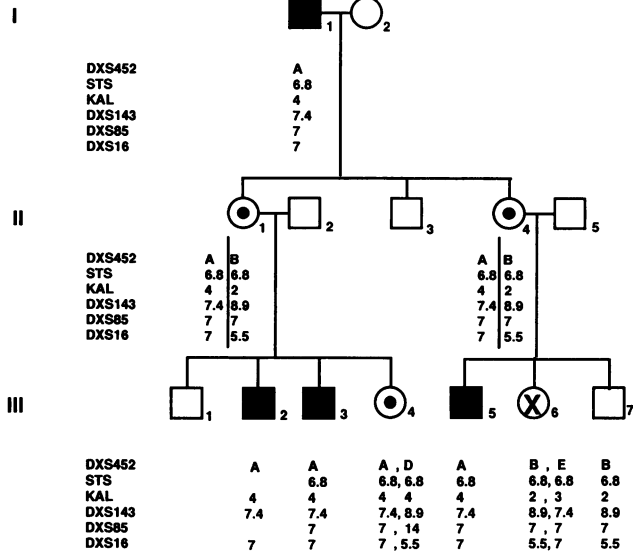 I
1 2
DXS452 A
STS 6.8
KAL 4
DXS143 7.4
DXS85 7
DXS16 7
II
1 2 3 4 5
DXS452 A B A B
STS 6.8 6.8 6.8 6.8
KAL 4 2 4 2
DXS143 7.4 8.9 7.4 8.9
DXS85 7 7 7 7
DXS16 7 5.5 7 5.5
III
1 2 3 4 5 X 6 7
DXS452 A A A , D A B , E B
STS 6.8 6.8, 6.8 6.8 6.8, 6.8 6.8
KAL 4 4 4 4 4 2 , 3 2
DXS143 7.4 7.4 7.4, 8.9 7.4 8.9, 7.4 8.9
DXS85 7 7 , 14 7 7 , 7 7
DXS16 7 7 7 , 5.5 7 5.5, 7 5.5